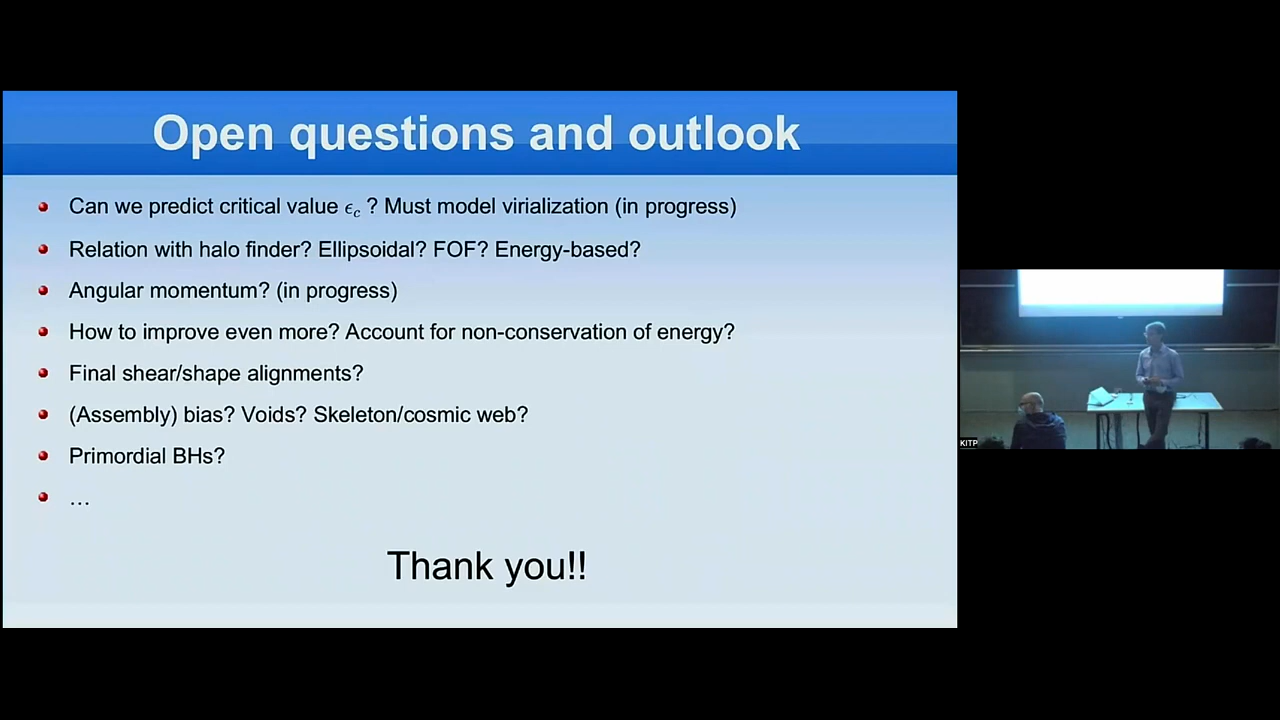 Open questions and outlook
Can we predict critical value ϵc ? Must model virialization (in progress)
Relation with halo finder? Ellipsoidal? FOF? Energy-based?
Angular momentum? (in progress)
How to improve even more? Account for non-conservation of energy?
Final shear/shape alignments?
(Assembly) bias? Voids? Skeleton/cosmic web?
Primordial BHs?
…
Thank you!!
KITP